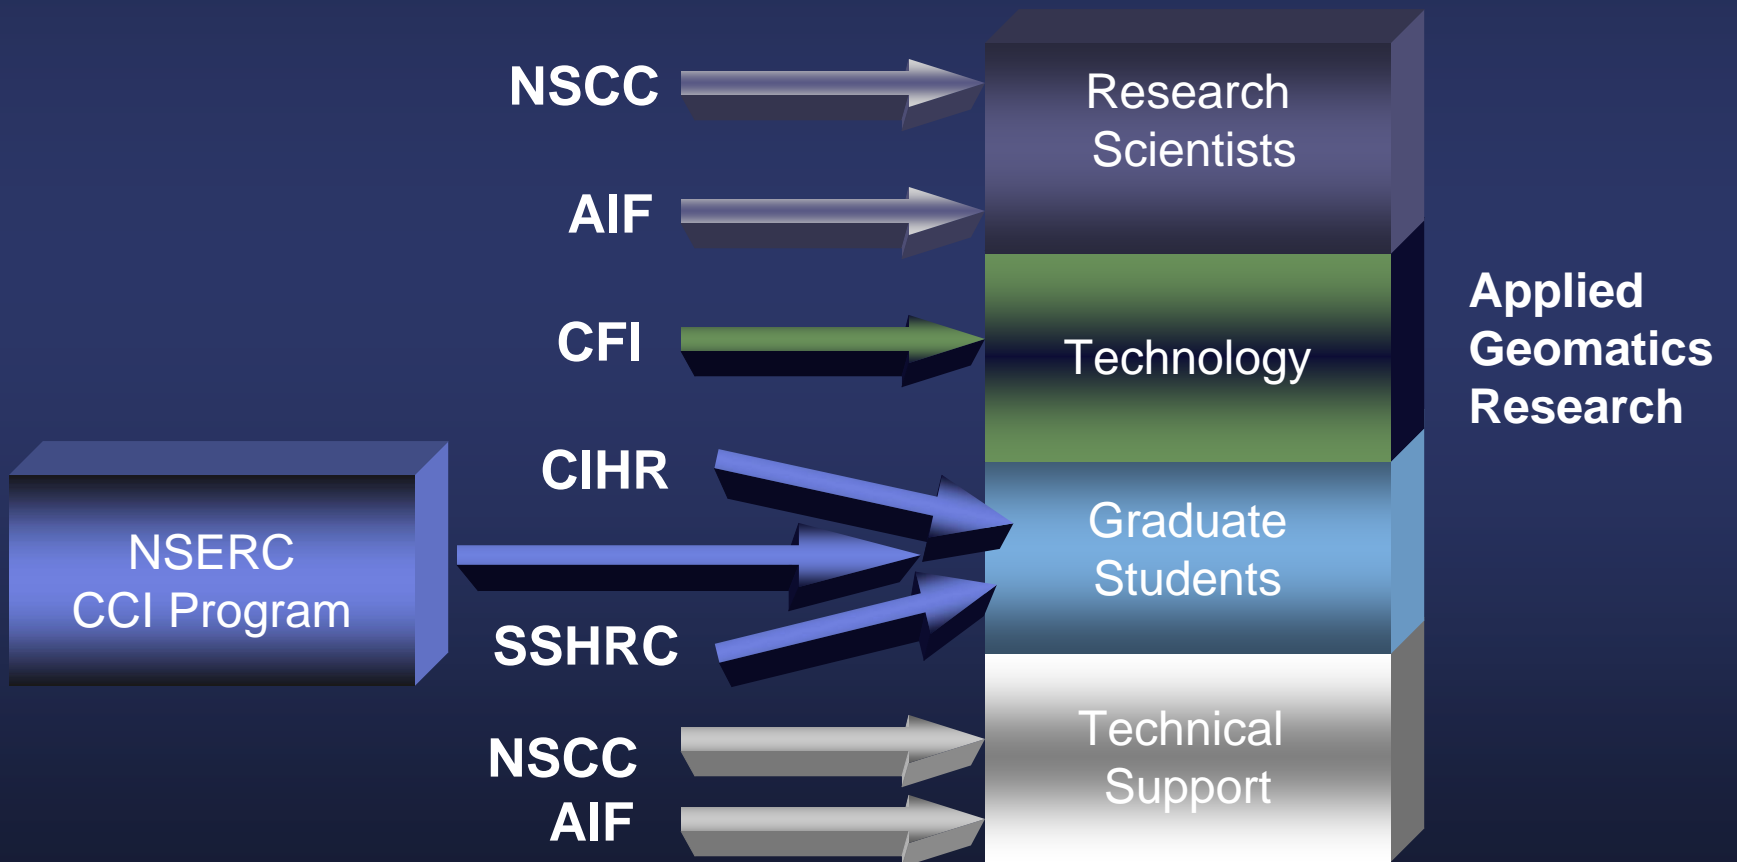 NSCC
Research
Scientists
AIF
Applied
Geomatics
Research
CFI
Technology
CIHR
NSERC
CCI Program
Graduate
Students
SSHRC
NSCC
Technical
Support
AIF